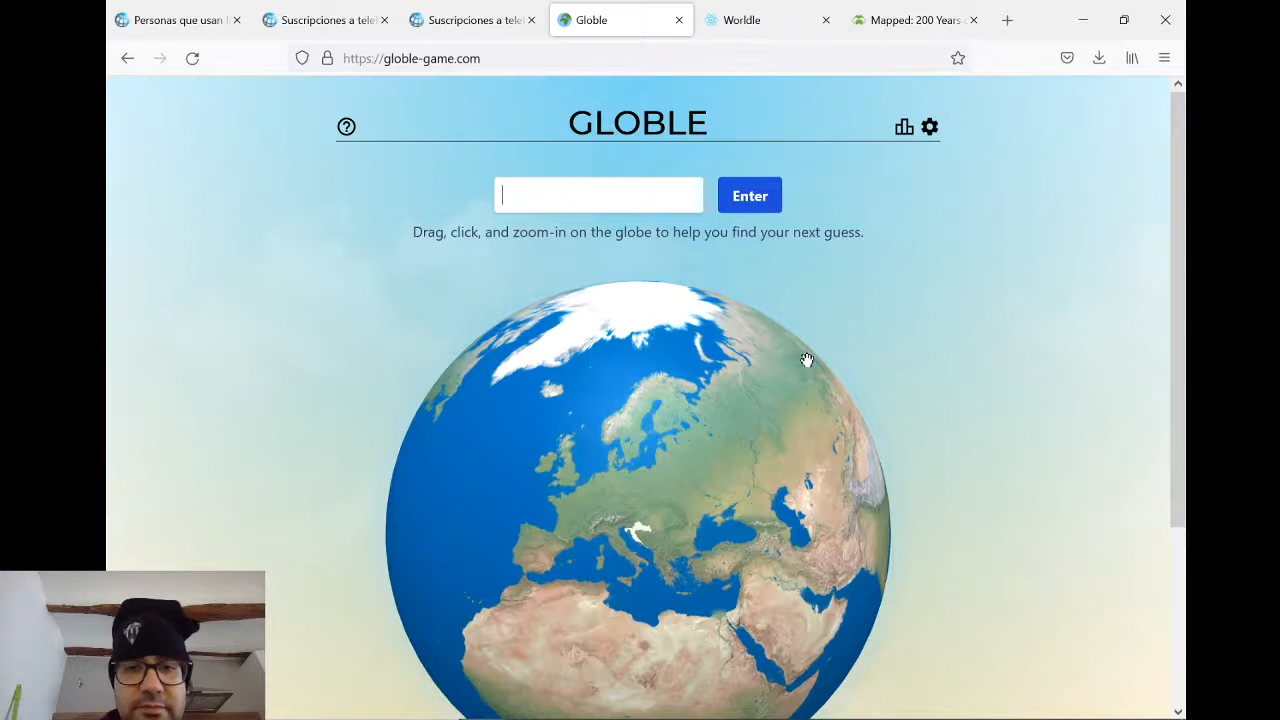 Personas que usan I
Suscripciones a tele
Suscripciones a tele
Globle
Worldle
Mapped: 200 Years
https://globle-game.com
GLOBLE
Enter
Drag, click, and zoom-in on the globe to help you find your next guess.